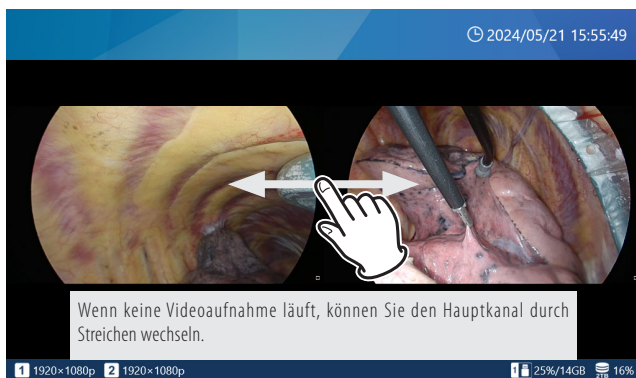 2024/05/21 15:55:49
Wenn keine Videoaufnahme läuft, können Sie den Hauptkanal durch
Streichen wechseln.
1 1920×1080p 2 1920×1080p 1 25%/14GB 2TB 16%